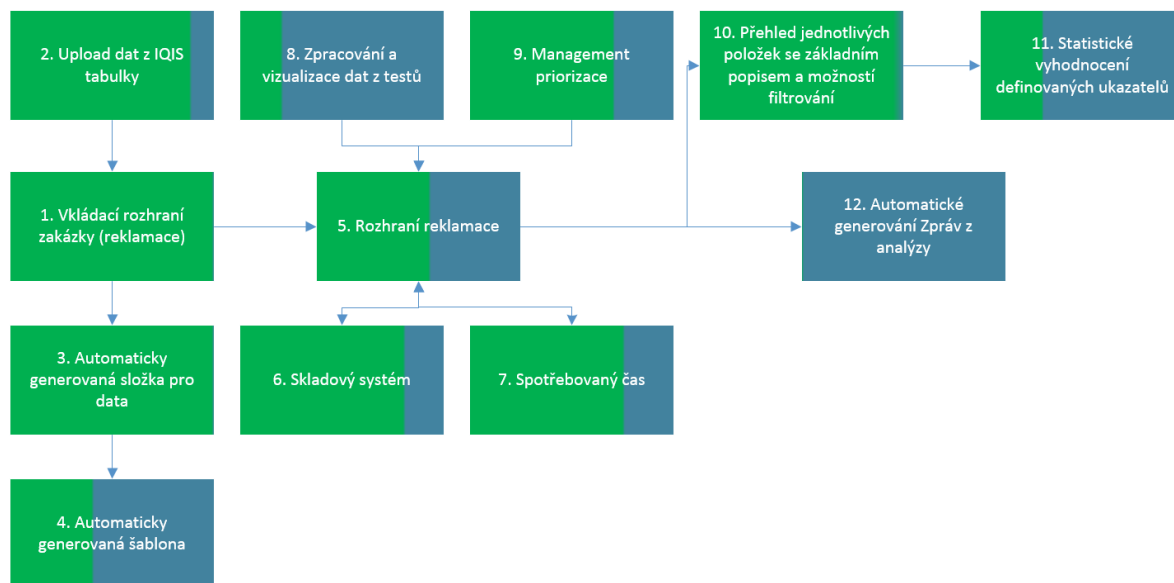 2. Upload dat z IQIS
tabulky
8. Zpracování a
vizualizace dat z testů
9. Management
priorizace
10. Přehled jednotlivých
položek se základním
popisem a možností
filtrování
11. Statistické
vyhodnocení
definovaných ukazatelů
1. Vkládací rozhraní
zakázky (reklamace)
5. Rozhraní reklamace
12. Automatické
generování Zpráv z
analýzy
3. Automaticky
generovaná složka pro
data
6. Skladový systém
7. Spotřebovaný čas
4. Automaticky
generovaná šablona